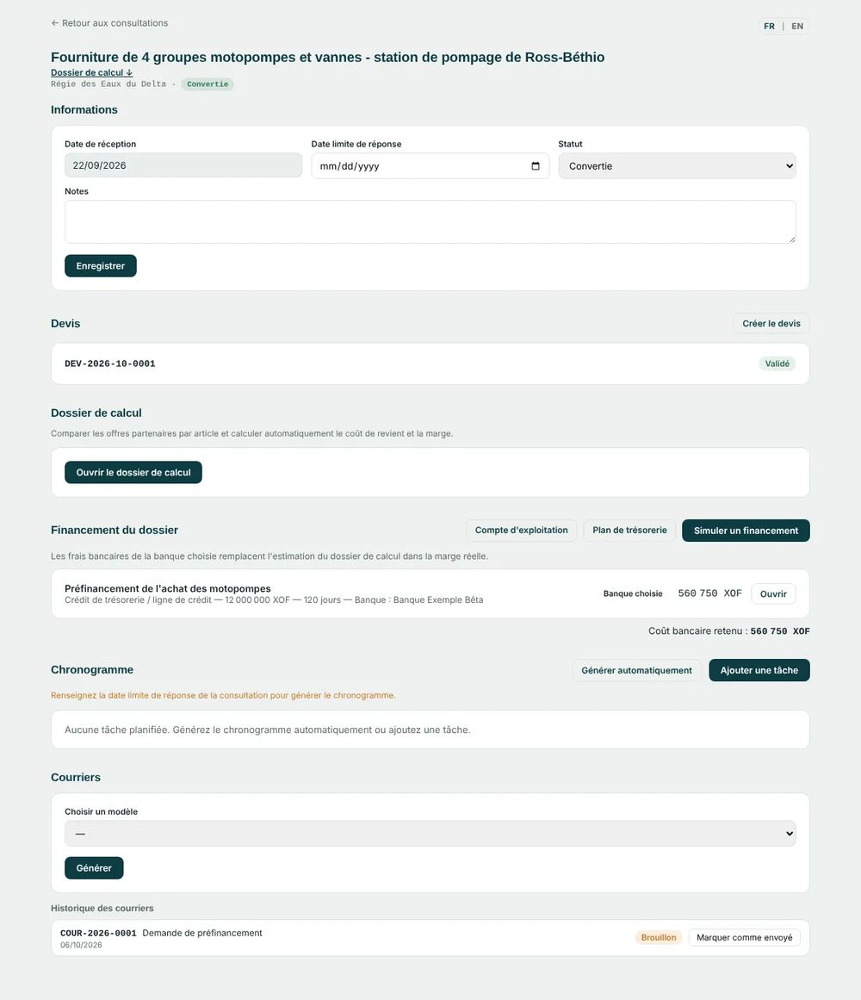 ← Retour aux consultations
FR | EN
Fourniture de 4 groupes motopompes et vannes - station de pompage de Ross-Béthio
Dossier de calcul ↓
Régie des Eaux du Delta · Convertie
Informations
Date de réception
Date limite de réponse
Statut
22/09/2026
mm/dd/yyyy
Convertie
Notes
Enregistrer
Devis
Créer le devis
DEV-2026-10-0001
Validé
Dossier de calcul
Comparer les offres partenaires par article et calculer automatiquement le coût de revient et la marge.
Ouvrir le dossier de calcul
Financement du dossier
Compte d'exploitation
Plan de trésorerie
Simuler un financement
Les frais bancaires de la banque choisie remplacent l'estimation du dossier de calcul dans la marge réelle.
Préfinancement de l'achat des motopompes
Crédit de trésorerie / ligne de crédit — 12 000 000 XOF — 120 jours — Banque : Banque Exemple Bêta
Banque choisie
560 750 XOF
Ouvrir
Coût bancaire retenu : 560 750 XOF
Chronogramme
Générer automatiquement
Ajouter une tâche
Renseignez la date limite de réponse de la consultation pour générer le chronogramme.
Aucune tâche planifiée. Générez le chronogramme automatiquement ou ajoutez une tâche.
Courriers
Choisir un modèle
—
Générer
Historique des courriers
COUR-2026-0001 Demande de préfinancement
06/10/2026
Brouillon
Marquer comme envoyé